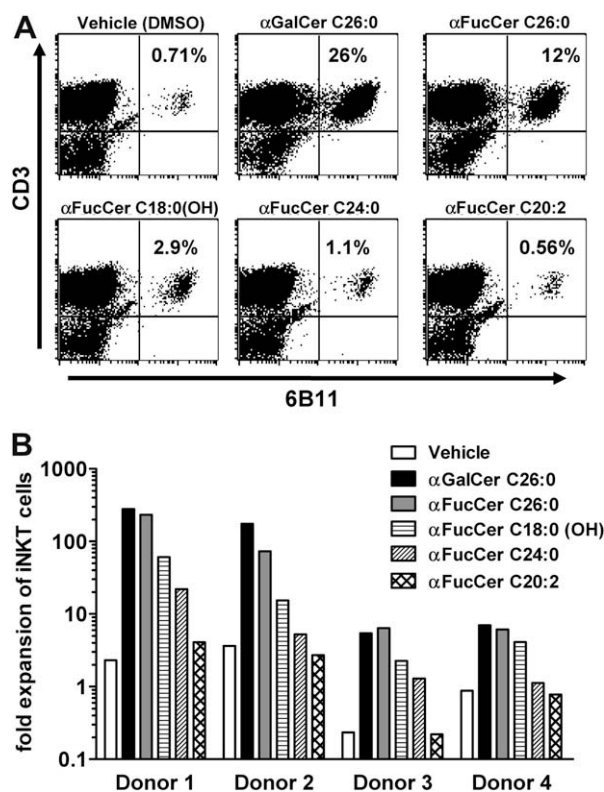 A
Vehicle (DMSO)
αGalCer C26:0
αFucCer C26:0
0.71%
26%
12%
CD3
αFucCer C18:0(OH)
αFucCer C24:0
αFucCer C20:2
2.9%
1.1%
0.56%
6B11
B
Vehicle
αGalCer C26:0
αFucCer C26:0
αFucCer C18:0 (OH)
αFucCer C24:0
αFucCer C20:2
fold expansion of iNKT cells
1000
100
10
1
0.1
Donor 1 Donor 2 Donor 3 Donor 4